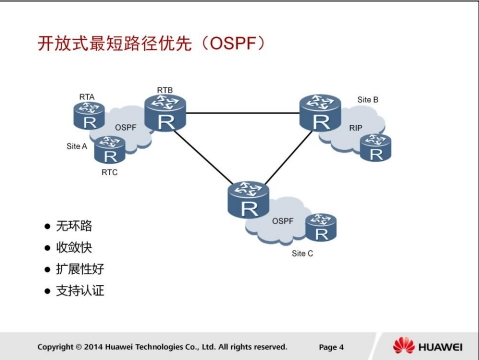 开放式最短路径优先（OSPF）
RTA
RTB
Site B
OSPF
R
R
R
R
RIP
R
Site A
RTC
R
OSPF
R
Site C
● 无环路
● 收敛快
● 扩展性好
● 支持认证
Copyright © 2014 Huawei Technologies Co., Ltd. All rights reserved.
Page 4
HUAWEI